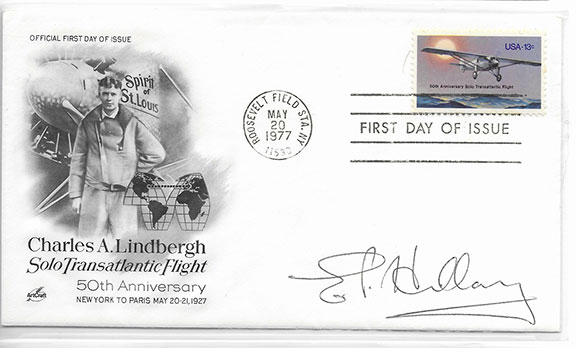 OFFICIAL FIRST DAY OF ISSUE
Spirit
of
St. Louis
USA·13c
50th Anniversary Solo Transatlantic Flight
ROOSEVELT FIELD STA. NY.
MAY
20
1977
FIRST DAY OF ISSUE
Charles A. Lindbergh
Solo Transatlantic Flight
50th Anniversary
NEW YORK TO PARIS MAY 20-21, 1927
ArtCraft
E.P. Hillary